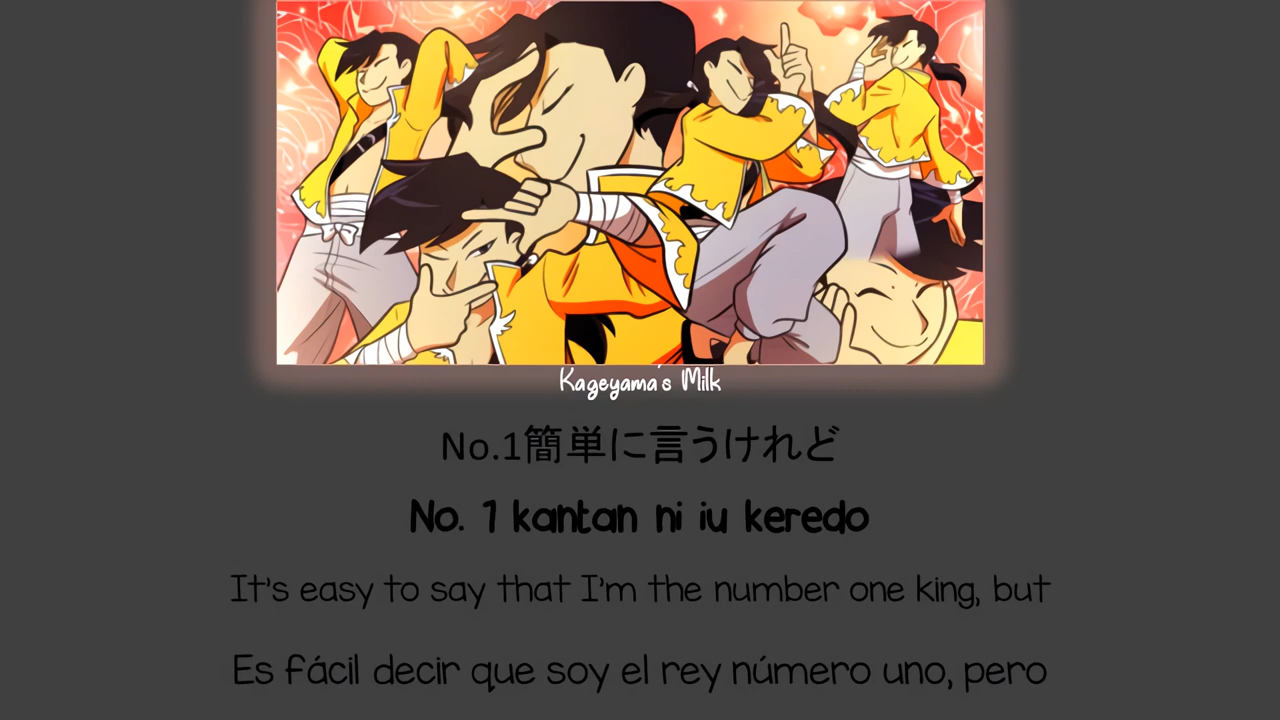 Kageyama's Milk
No.1簡単に言うけれど
No. 1 kantan ni iu keredo
It's easy to say that I'm the number one king, but
Es fácil decir que soy el rey número uno, pero